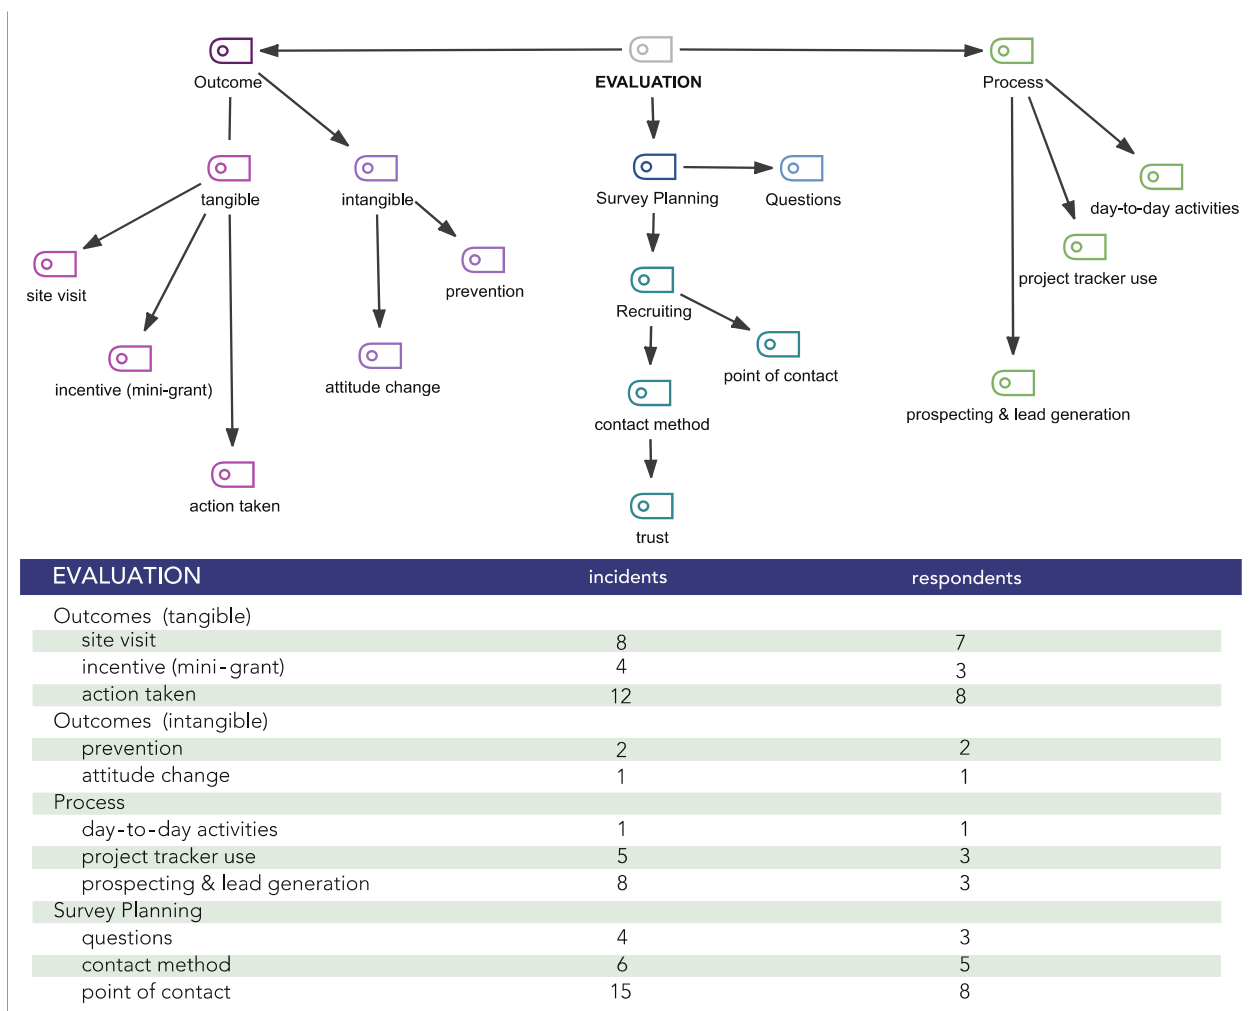 Outcome
EVALUATION
Process
tangible
intangible
Survey Planning
Questions
day-to-day activities
site visit
prevention
project tracker use
Recruiting
incentive (mini-grant)
attitude change
point of contact
prospecting & lead generation
contact method
action taken
trust
EVALUATION incidents respondents
Outcomes (tangible)
site visit 8 7
incentive (mini-grant) 4 3
action taken 12 8
Outcomes (intangible)
prevention 2 2
attitude change 1 1
Process
day-to-day activities 1 1
project tracker use 5 3
prospecting & lead generation 8 3
Survey Planning
questions 4 3
contact method 6 5
point of contact 15 8